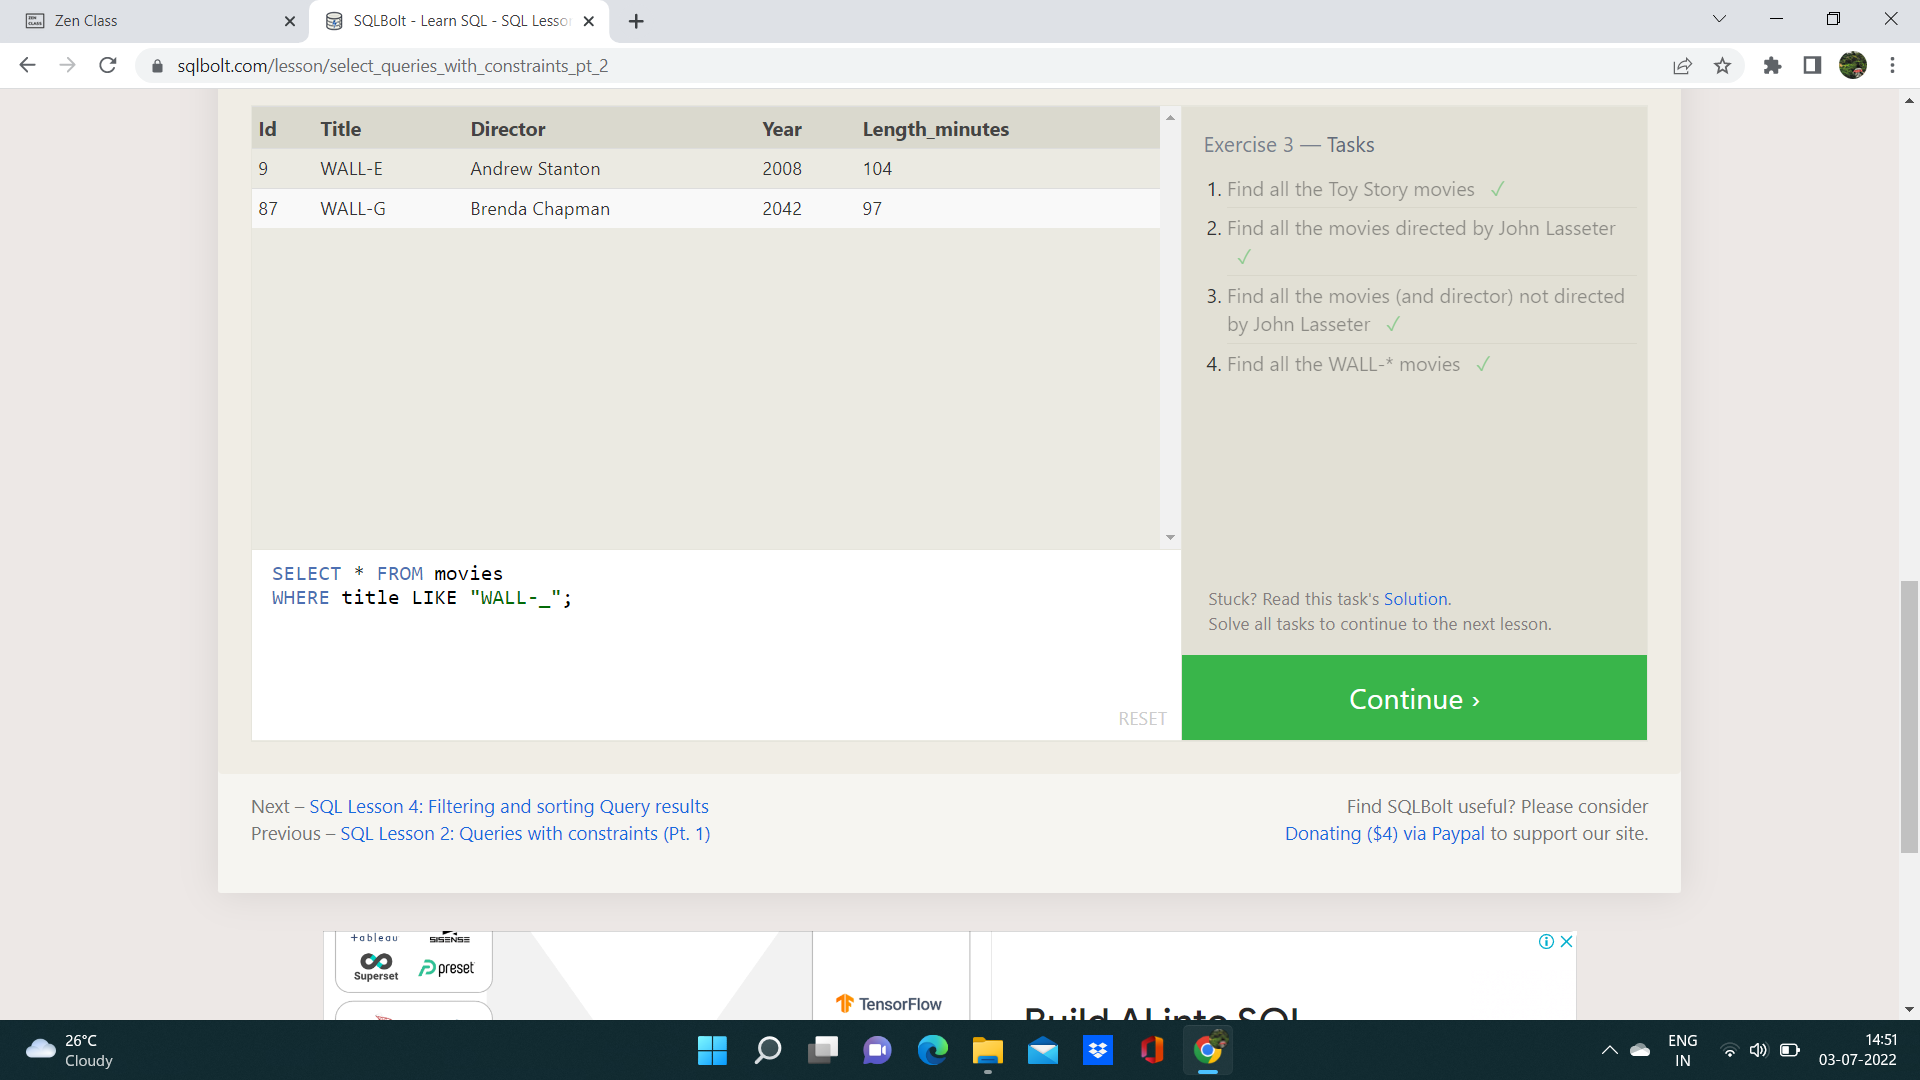 Zen Class
SQLBolt - Learn SQL - SQL Lesso
sqlbolt.com/lesson/select_queries_with_constraints_pt_2
Id Title Director Year Length_minutes
9 WALL-E Andrew Stanton 2008 104
87 WALL-G Brenda Chapman 2042 97
SELECT * FROM movies
WHERE title LIKE "WALL-_";
RESET
Exercise 3 — Tasks
1. Find all the Toy Story movies ✓
2. Find all the movies directed by John Lasseter
✓
3. Find all the movies (and director) not directed
by John Lasseter ✓
4. Find all the WALL-* movies ✓
Stuck? Read this task's Solution.
Solve all tasks to continue to the next lesson.
Continue ›
Next – SQL Lesson 4: Filtering and sorting Query results
Previous – SQL Lesson 2: Queries with constraints (Pt. 1)
Find SQLBolt useful? Please consider
Donating ($4) via Paypal to support our site.
+ableau
SISENSE
Superset
preset
TensorFlow
Build AI into SQL
26°C
Cloudy
ENG
IN
14:51
03-07-2022